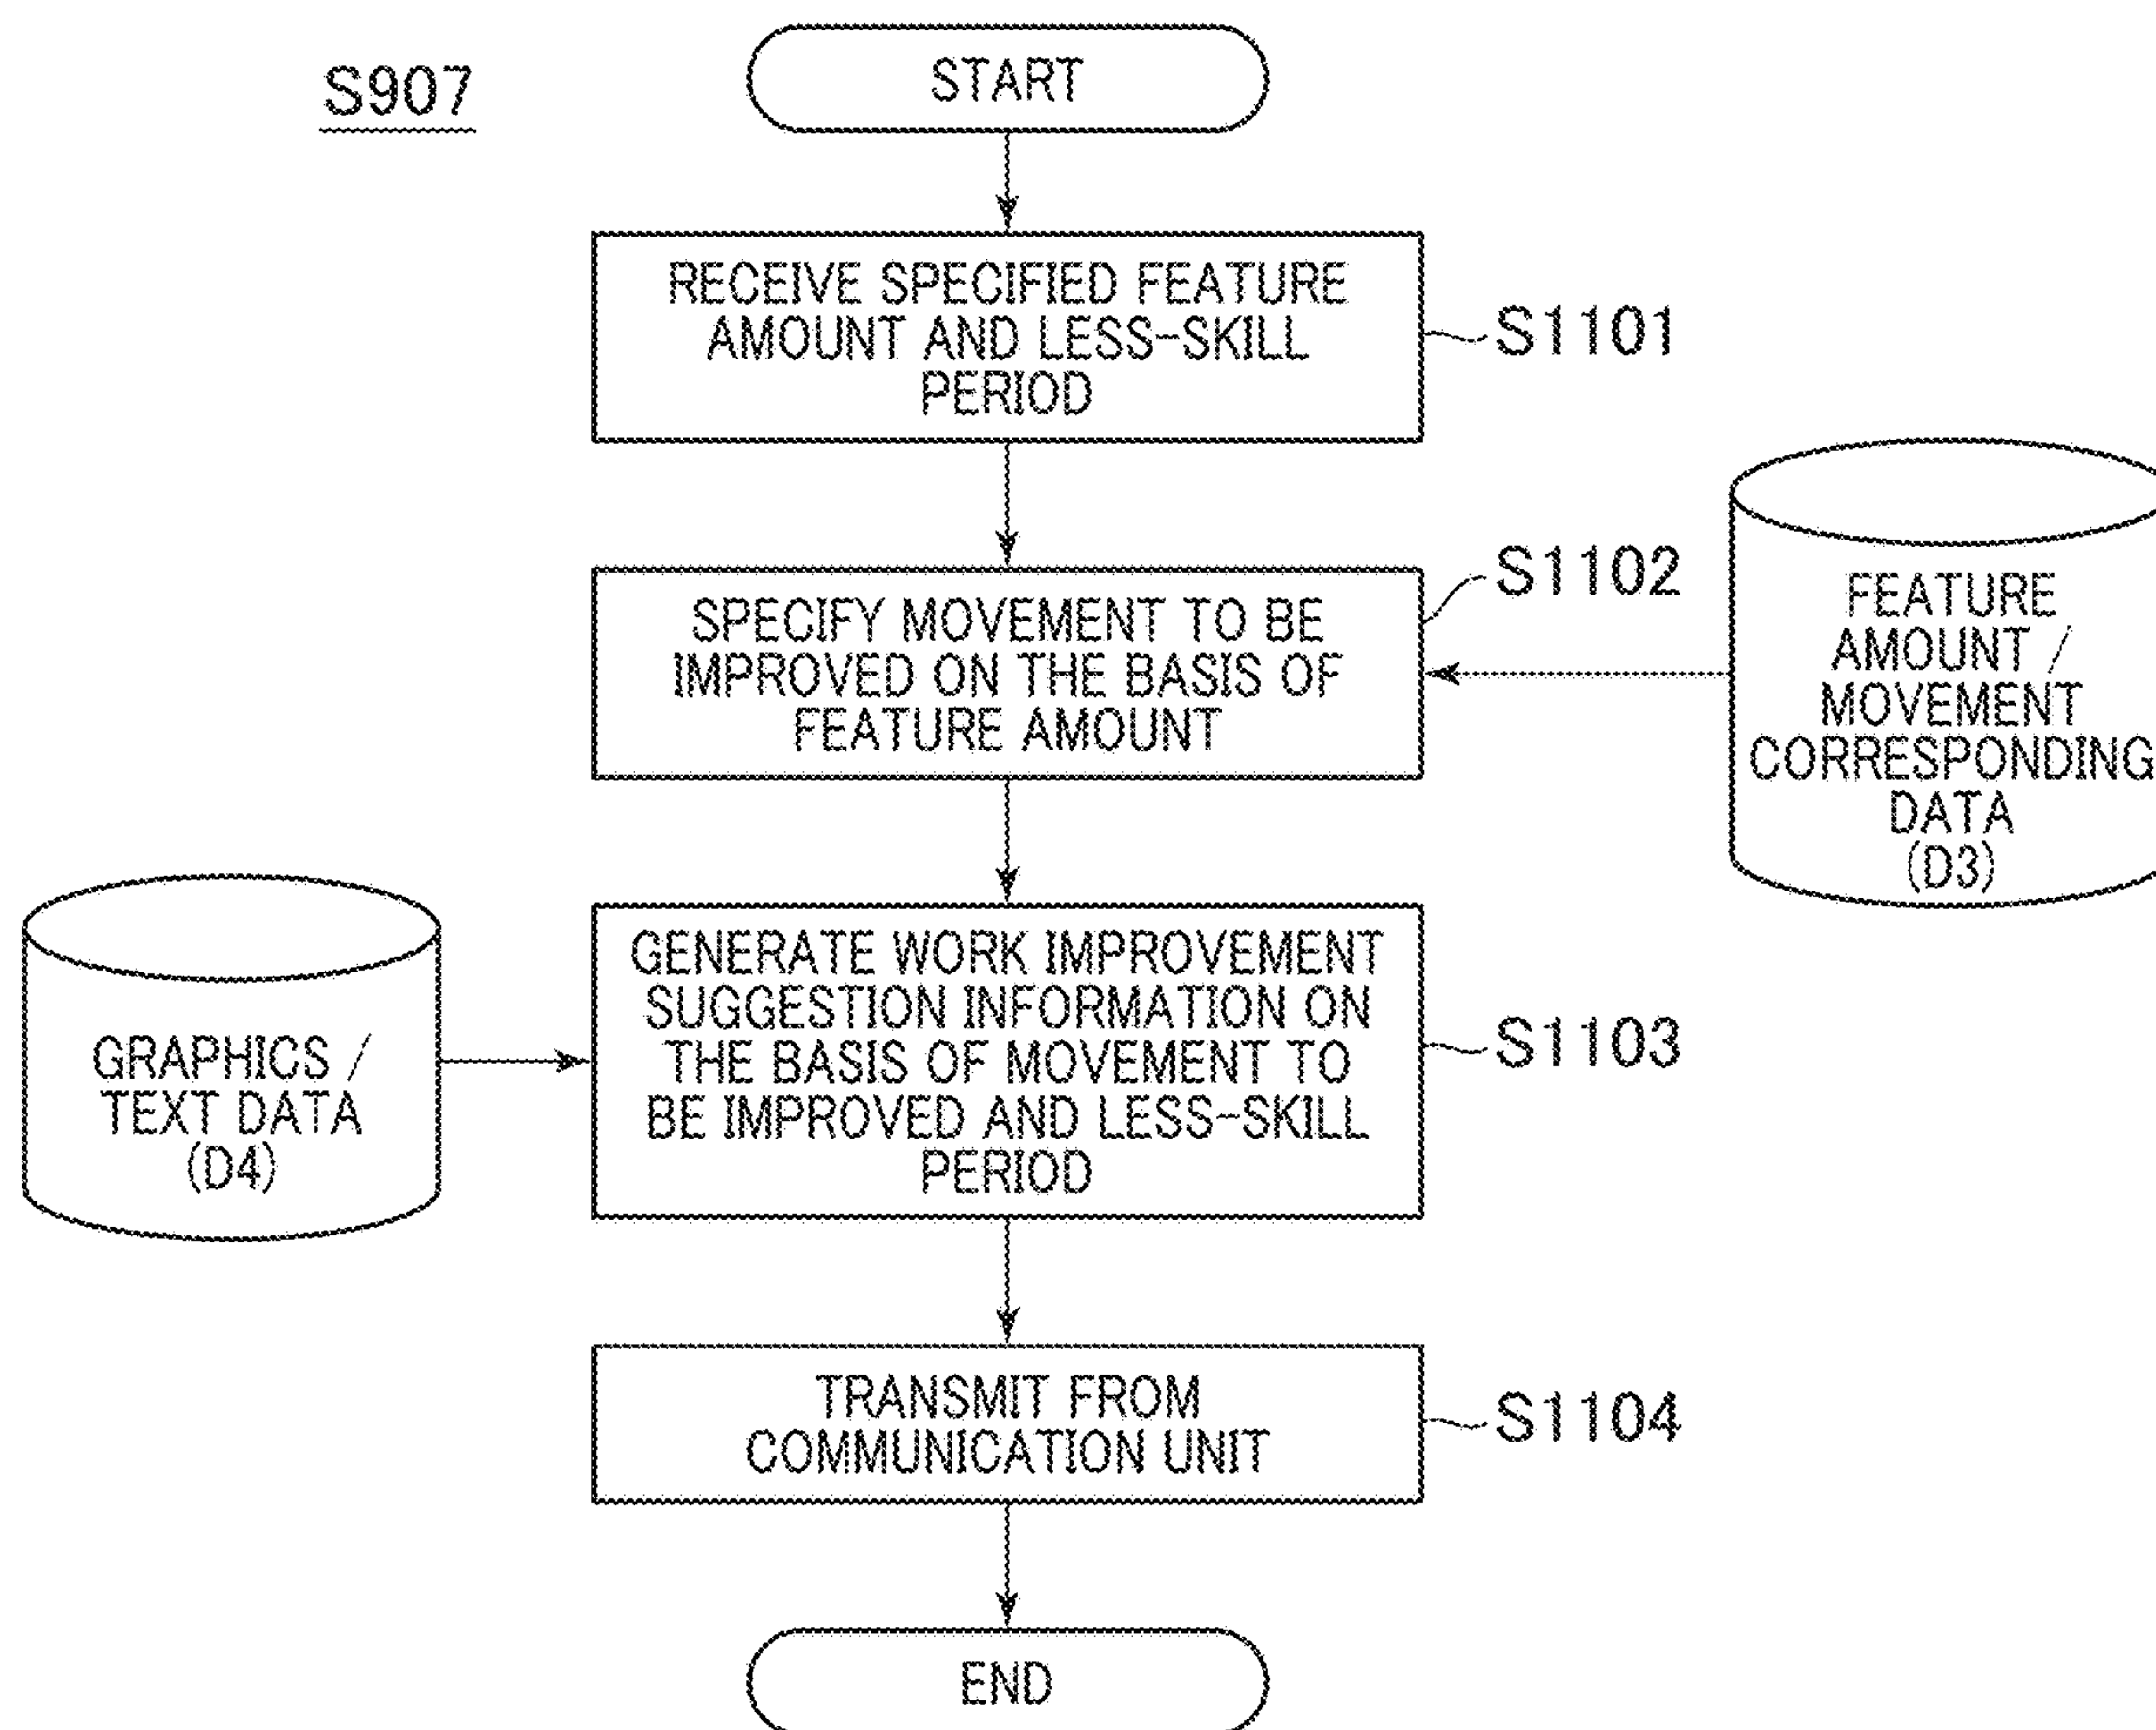 S907
START
RECEIVE SPECIFIED FEATURE
AMOUNT AND LESS-SKILL
PERIOD
S1101
SPECIFY MOVEMENT TO BE
IMPROVED ON THE BASIS OF
FEATURE AMOUNT
S1102
FEATURE
AMOUNT /
MOVEMENT
CORRESPONDING
DATA
(D3)
GRAPHICS /
TEXT DATA
(D4)
GENERATE WORK IMPROVEMENT
SUGGESTION INFORMATION ON
THE BASIS OF MOVEMENT TO
BE IMPROVED AND LESS-SKILL
PERIOD
S1103
TRANSMIT FROM
COMMUNICATION UNIT
S1104
END